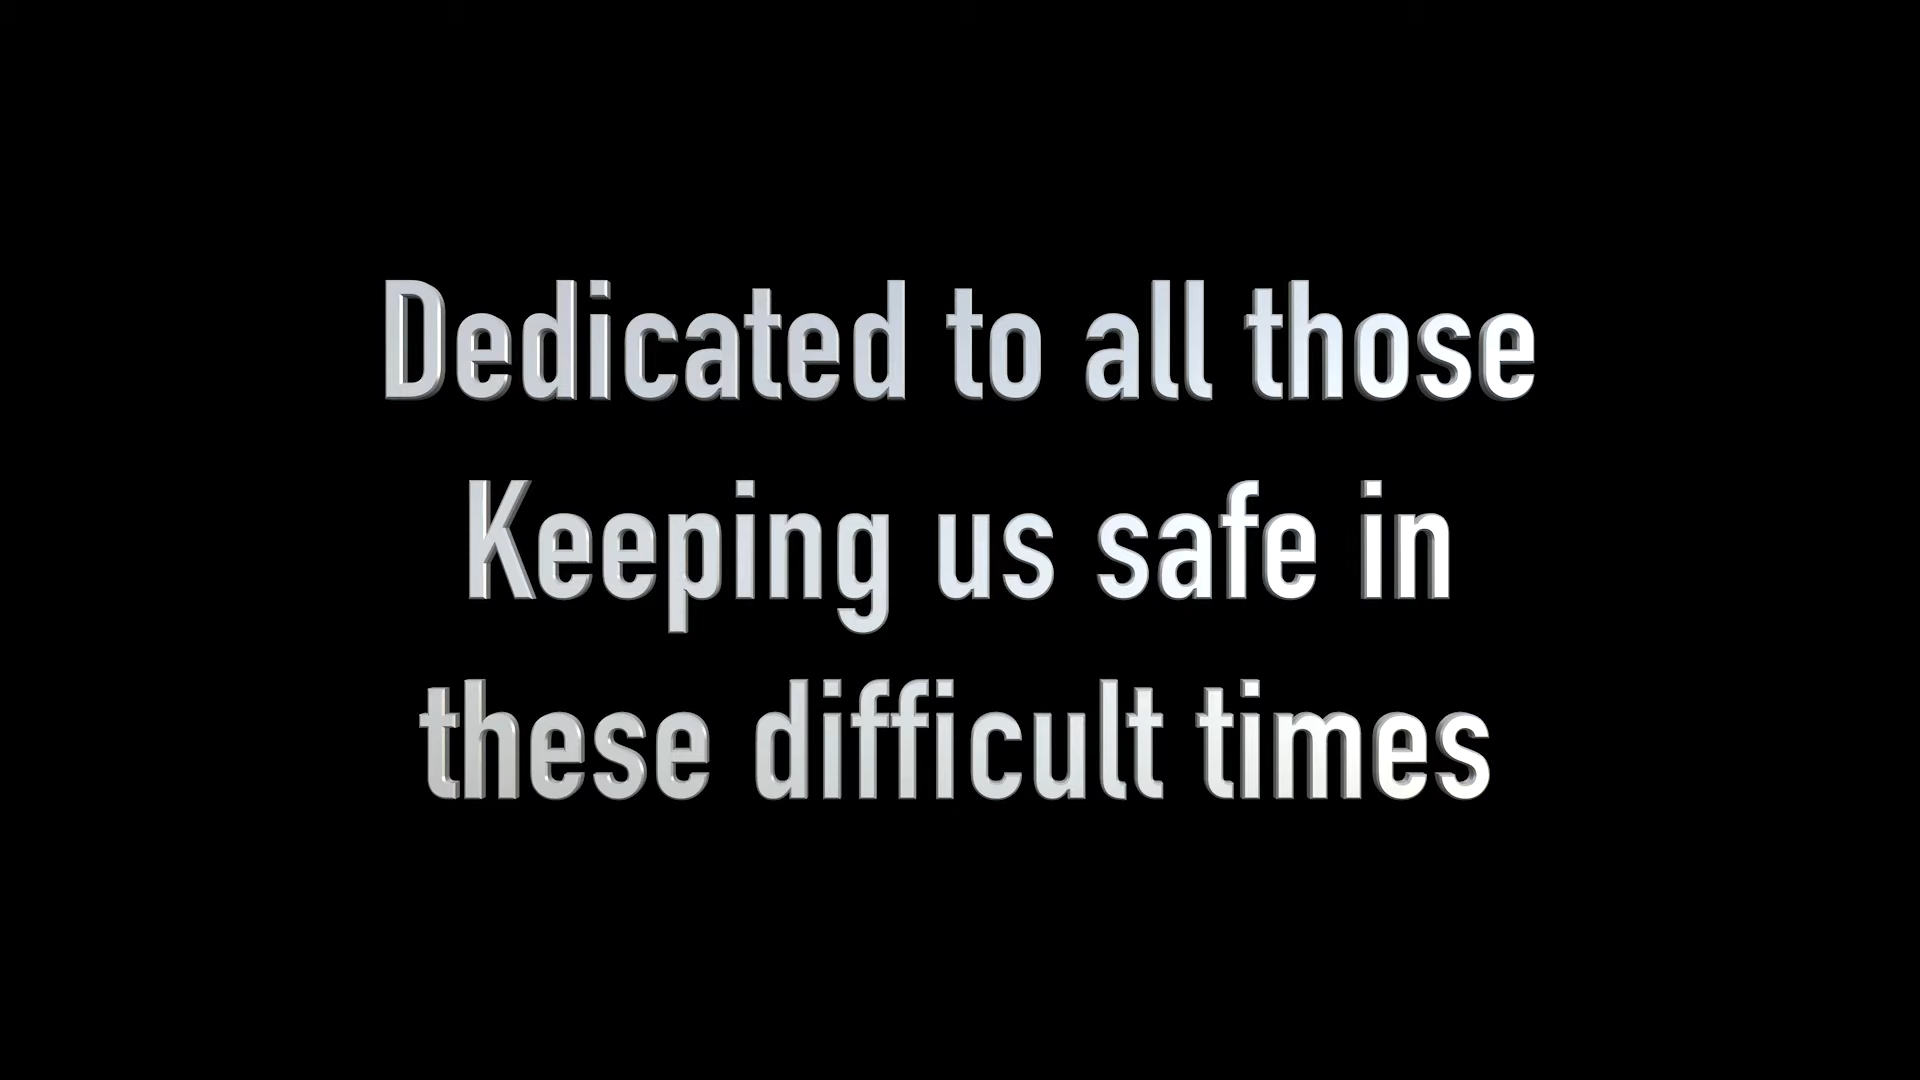 Dedicated to all those
Keeping us safe in
these difficult times